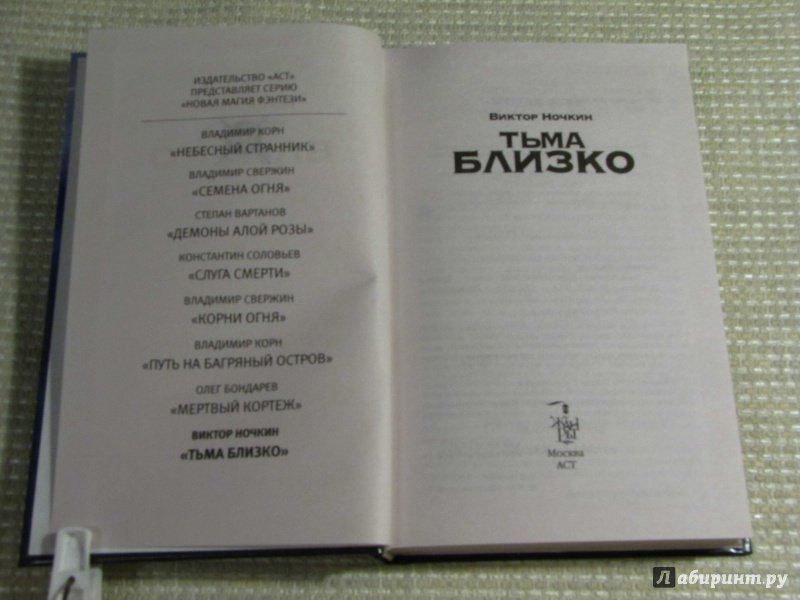 ИЗДАТЕЛЬСТВО «АСТ»
ПРЕДСТАВЛЯЕТ СЕРИЮ
«НОВАЯ МАГИЯ ФЭНТЕЗИ»
ВЛАДИМИР КОРН
«НЕБЕСНЫЙ СТРАННИК»
ВЛАДИМИР СВЕРЖИН
«СЕМЕНА ОГНЯ»
СТЕПАН ВАРТАНОВ
«ДЕМОНЫ АЛОЙ РОЗЫ»
КОНСТАНТИН СОЛОВЬЕВ
«СЛУГА СМЕРТИ»
ВЛАДИМИР СВЕРЖИН
«КОРНИ ОГНЯ»
ВЛАДИМИР КОРН
«ПУТЬ НА БАГРЯНЫЙ ОСТРОВ»
ОЛЕГ БОНДАРЕВ
«МЕРТВЫЙ КОРТЕЖ»
ВИКТОР НОЧКИН
«ТЬМА БЛИЗКО»
ВИКТОР НОЧКИН
ТЬМА
БЛИЗКО
Москва
АСТ
Лабиринт.ру